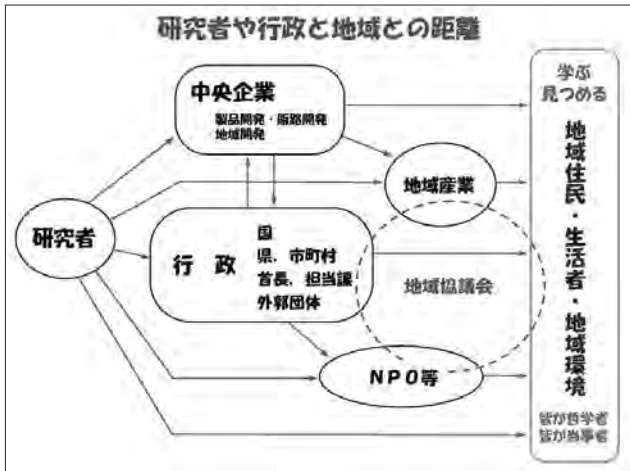 研究者や行政と地域との距離
中央企業
製品開発・販路開発
地域開発
研究者
行 政
国
県，市町村
首長，担当課
外郭団体
地域産業
地域協議会
NPO等
学ぶ
見つめる
地域住民・生活者・地域環境
皆が哲学者
皆が当事者